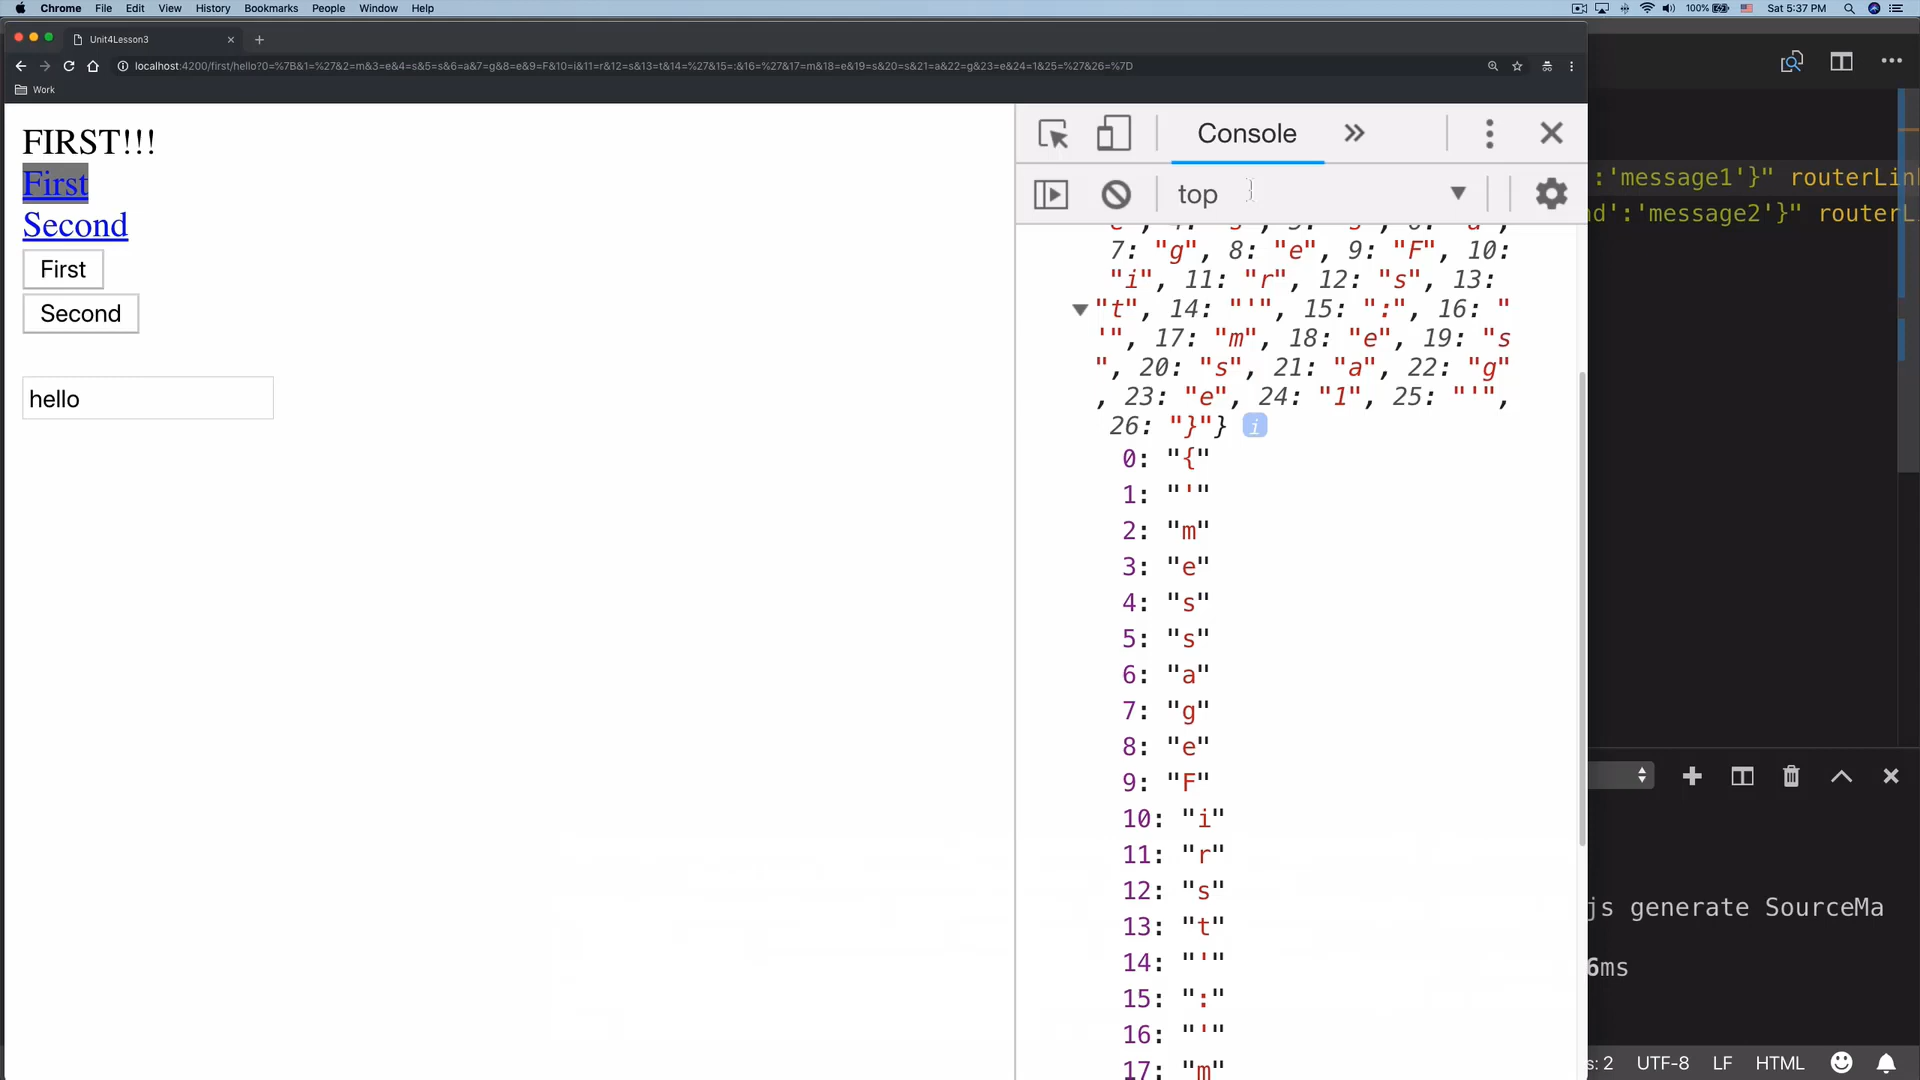 Chrome File Edit View History Bookmarks People Window Help
100% Sat 5:37 PM
Unit4Lesson3
localhost:4200/first/hello?0=%7B&1=%27&2=m&3=e&4=s&5=s&6=a&7=g&8=e&9=F&10=i&11=r&12=s&13=t&14=%27&15=:&16=%27&17=m&18=e&19=s&20=s&21=a&22=g&23=e&24=1&25=%27&26=%7D
Work
FIRST!!!
First
Second
First
Second
hello
Console
top
7: "g", 8: "e", 9: "F", 10:
"i", 11: "r", 12: "s", 13:
"t", 14: "'", 15: ":", 16: "
'", 17: "m", 18: "e", 19: "s
", 20: "s", 21: "a", 22: "g"
, 23: "e", 24: "1", 25: "'",
26: "}"} i
0: "{"
1: "'"
2: "m"
3: "e"
4: "s"
5: "s"
6: "a"
7: "g"
8: "e"
9: "F"
10: "i"
11: "r"
12: "s"
13: "t"
14: "'"
15: ":"
16: "'"
17: "m"
:'message1'}" routerLin
d':'message2'}" routerL
js generate SourceMa
6ms
s: 2 UTF-8 LF HTML